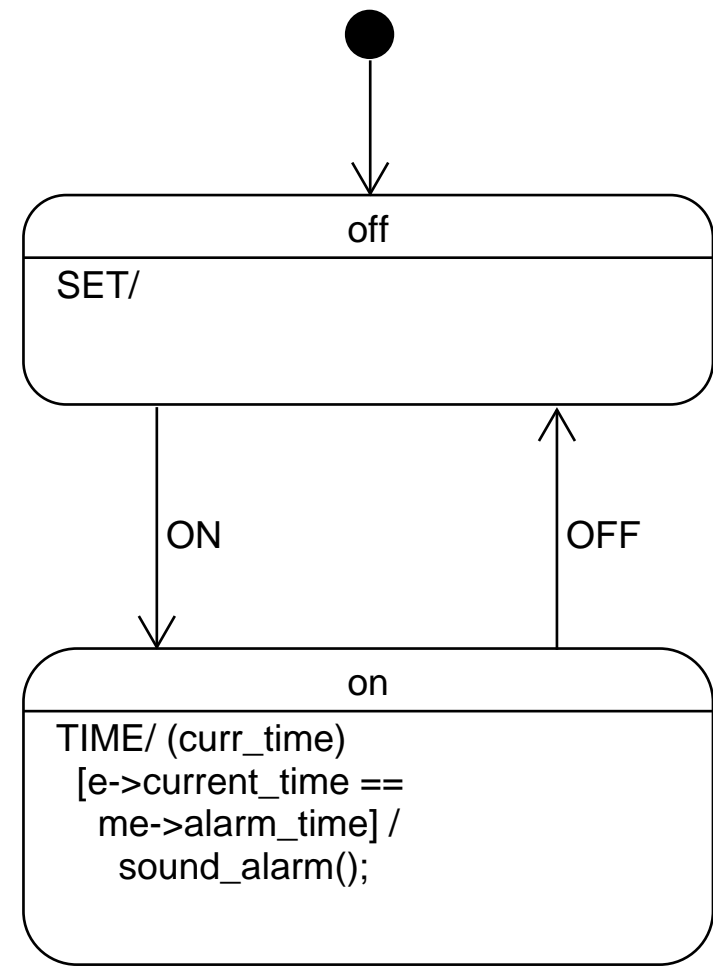 off
SET/
ON
OFF
on
TIME/ (curr_time)
[e->current_time ==
me->alarm_time] /
sound_alarm();